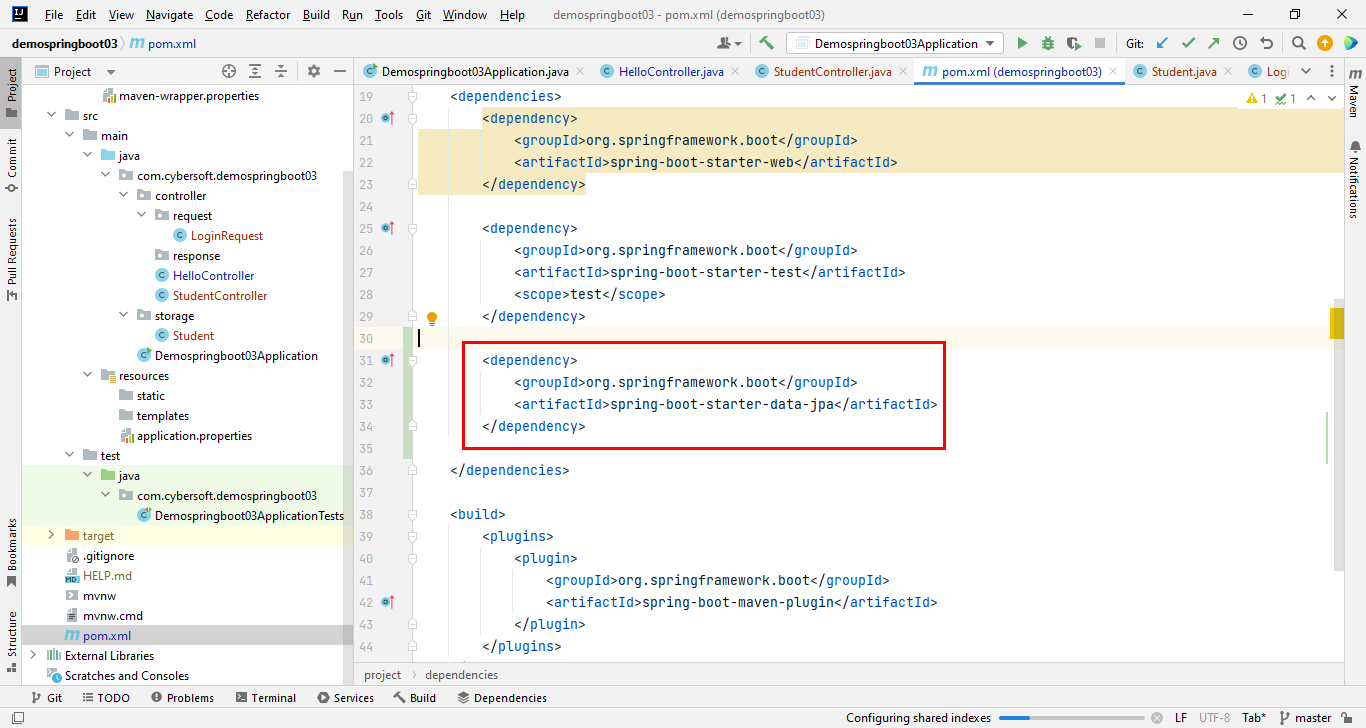 File Edit View Navigate Code Refactor Build Run Tools Git Window Help demospringboot03 - pom.xml (demospringboot03)
demospringboot03 pom.xml Demospringboot03Application Git:
Project
Commit
Pull Requests
Bookmarks
Structure
Project
maven-wrapper.properties
src
main
java
com.cybersoft.demospringboot03
controller
request
LoginRequest
response
HelloController
StudentController
storage
Student
Demospringboot03Application
resources
static
templates
application.properties
test
java
com.cybersoft.demospringboot03
Demospringboot03ApplicationTests
target
.gitignore
HELP.md
mvnw
mvnw.cmd
pom.xml
External Libraries
Scratches and Consoles
Demospringboot03Application.java HelloController.java StudentController.java pom.xml (demospringboot03) Student.java Logi
1 1
19 <dependencies>
20 <dependency>
21 <groupId>org.springframework.boot</groupId>
22 <artifactId>spring-boot-starter-web</artifactId>
23 </dependency>
24
25 <dependency>
26 <groupId>org.springframework.boot</groupId>
27 <artifactId>spring-boot-starter-test</artifactId>
28 <scope>test</scope>
29 </dependency>
30
31 <dependency>
32 <groupId>org.springframework.boot</groupId>
33 <artifactId>spring-boot-starter-data-jpa</artifactId>
34 </dependency>
35
36 </dependencies>
37
38 <build>
39 <plugins>
40 <plugin>
41 <groupId>org.springframework.boot</groupId>
42 <artifactId>spring-boot-maven-plugin</artifactId>
43 </plugin>
44 </plugins>
project dependencies
Maven
Notifications
Git TODO Problems Terminal Services Build Dependencies
Configuring shared indexes LF UTF-8 Tab* master